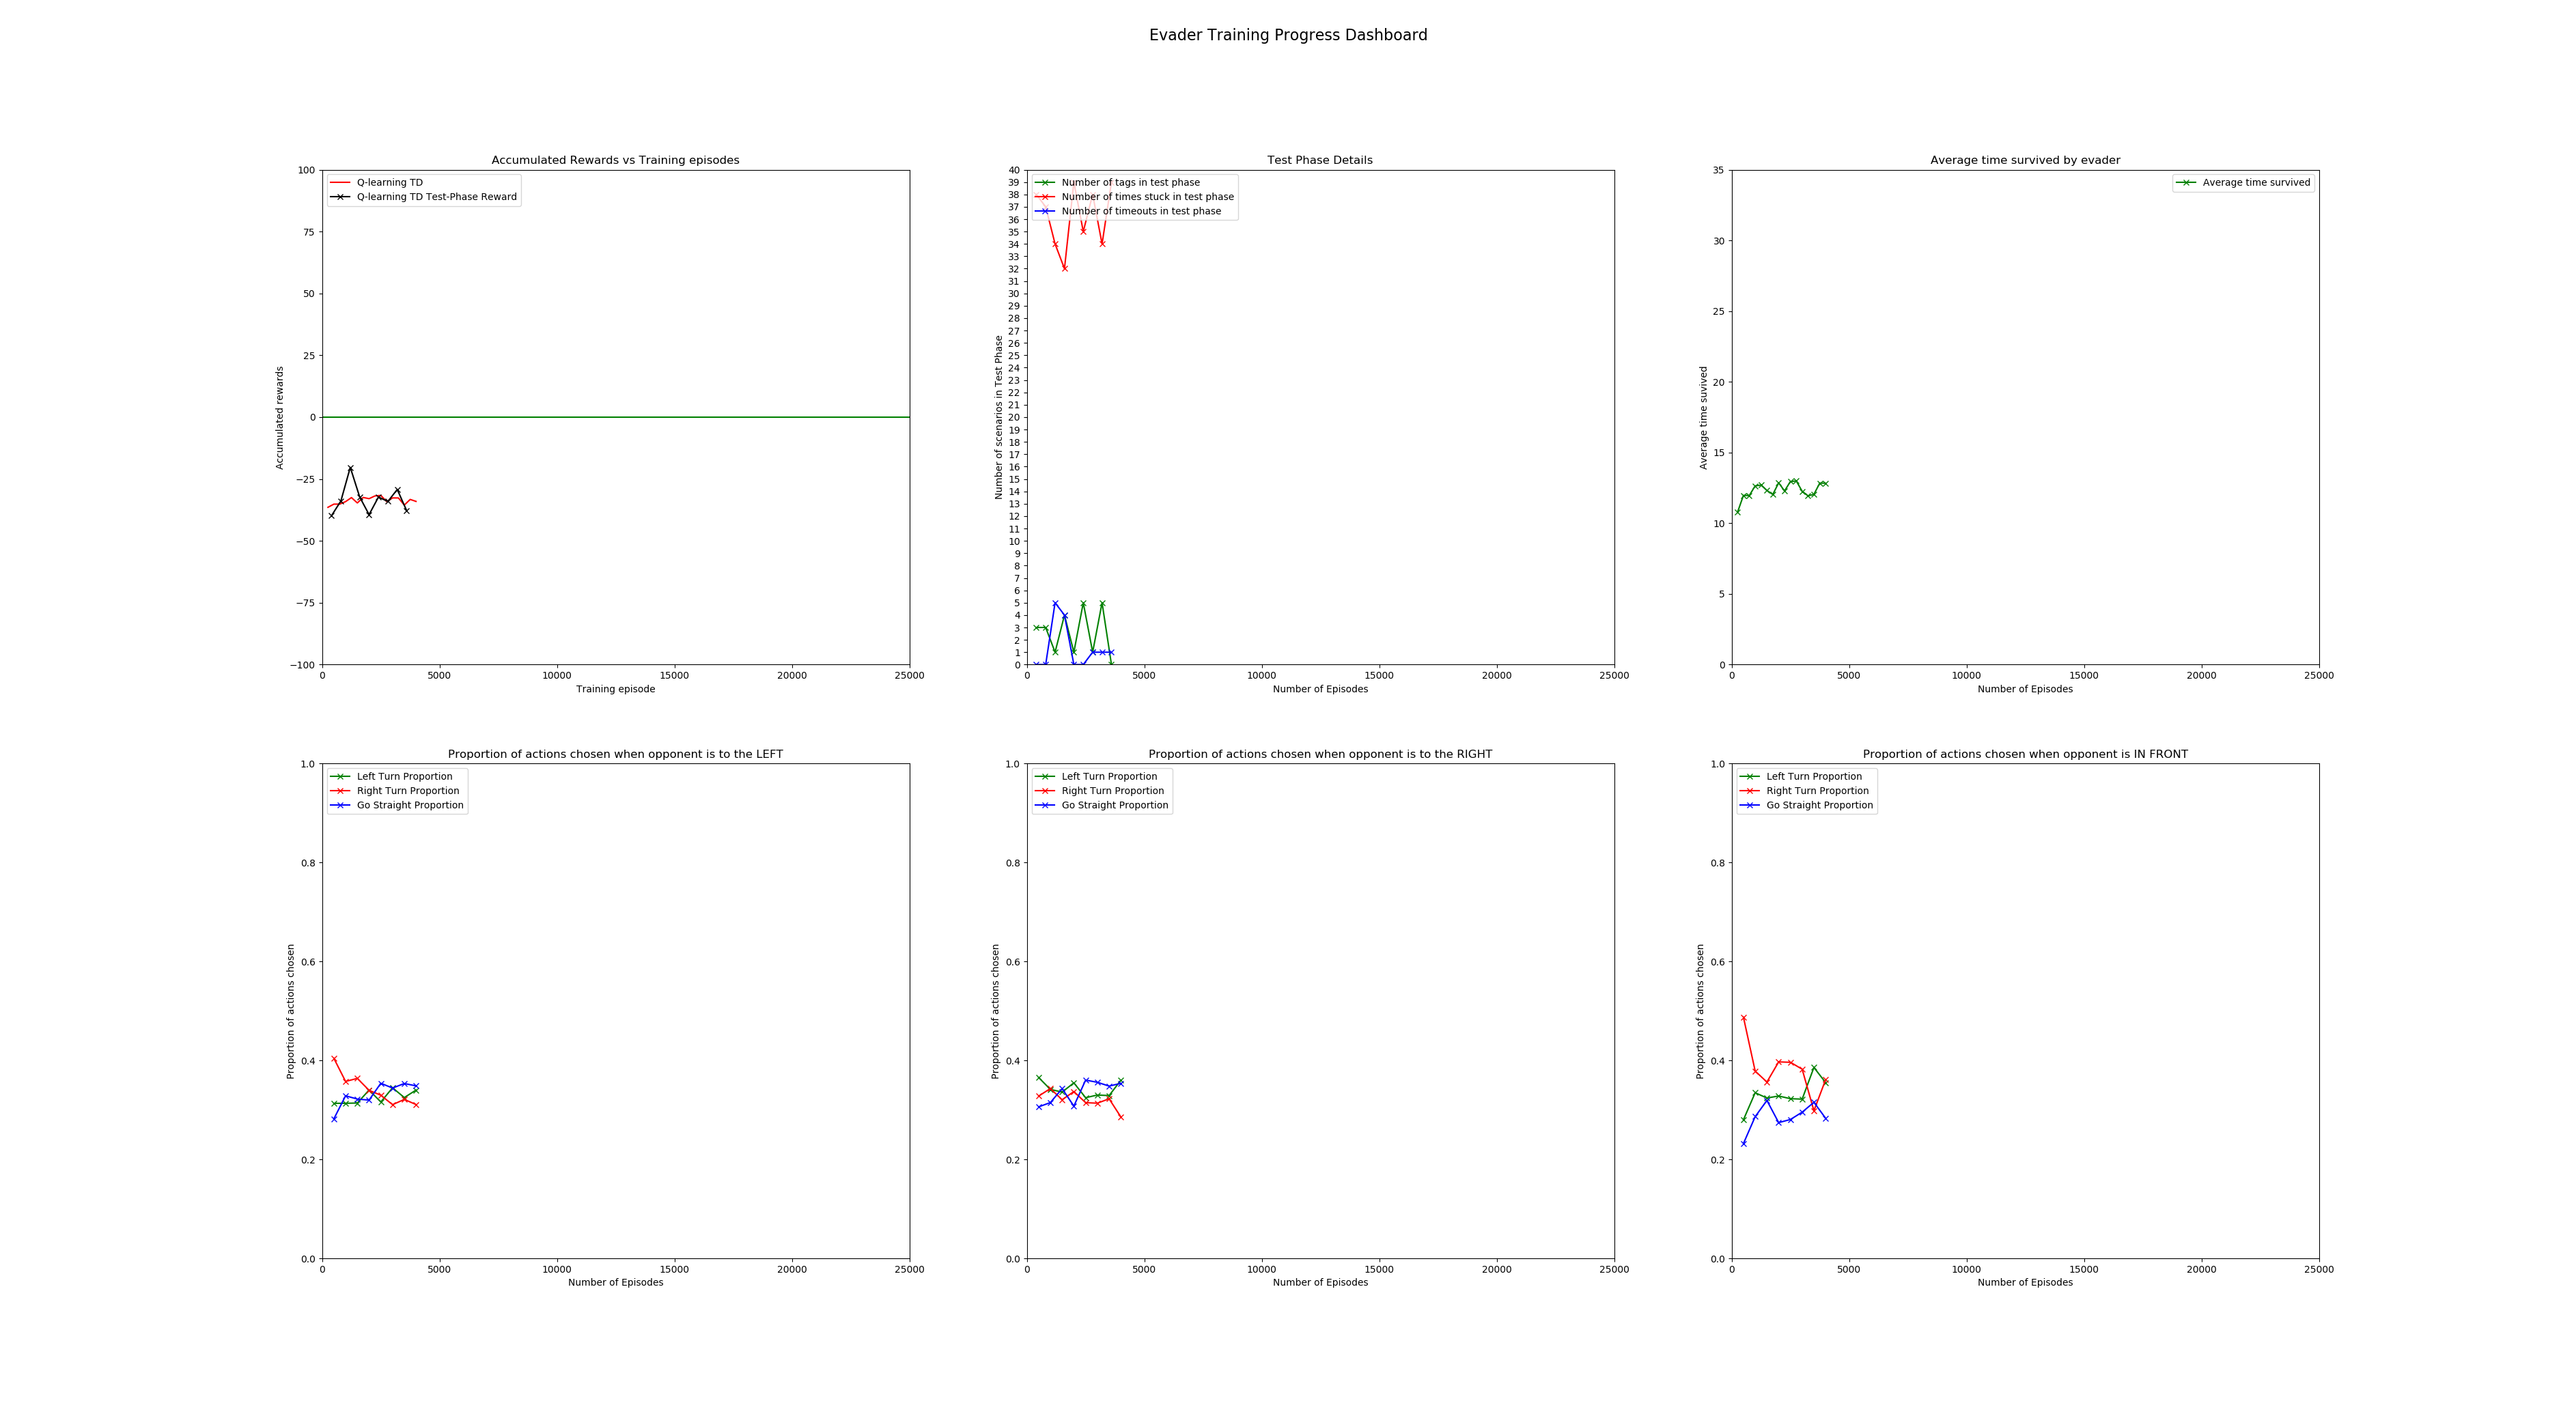 Evader Training Progress Dashboard
Accumulated Rewards vs Training episodes
Q-learning TD
Q-learning TD Test-Phase Reward
Accumulated rewards
100
75
50
25
0
−25
−50
−75
−100
0 5000 10000 15000 20000 25000
Training episode
Test Phase Details
Number of tags in test phase
Number of times stuck in test phase
Number of timeouts in test phase
Number of scenarios in Test Phase
40
39
38
37
36
35
34
33
32
31
30
29
28
27
26
25
24
23
22
21
20
19
18
17
16
15
14
13
12
11
10
9
8
7
6
5
4
3
2
1
0
0 5000 10000 15000 20000 25000
Number of Episodes
Average time survived by evader
Average time survived
Average time survived
35
30
25
20
15
10
5
0
0 5000 10000 15000 20000 25000
Number of Episodes
Proportion of actions chosen when opponent is to the LEFT
Left Turn Proportion
Right Turn Proportion
Go Straight Proportion
Proportion of actions chosen
1.0
0.8
0.6
0.4
0.2
0.0
0 5000 10000 15000 20000 25000
Number of Episodes
Proportion of actions chosen when opponent is to the RIGHT
Left Turn Proportion
Right Turn Proportion
Go Straight Proportion
Proportion of actions chosen
1.0
0.8
0.6
0.4
0.2
0.0
0 5000 10000 15000 20000 25000
Number of Episodes
Proportion of actions chosen when opponent is IN FRONT
Left Turn Proportion
Right Turn Proportion
Go Straight Proportion
Proportion of actions chosen
1.0
0.8
0.6
0.4
0.2
0.0
0 5000 10000 15000 20000 25000
Number of Episodes